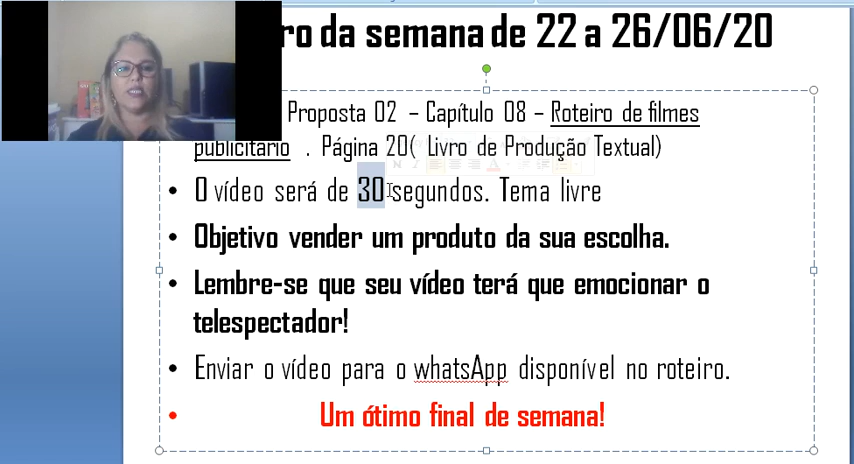 ro da semana de 22 a 26/06/20
Proposta 02 – Capítulo 08 – Roteiro de filmes
publicitário . Página 20( Livro de Produção Textual)
• O vídeo será de 30 segundos. Tema livre
• Objetivo vender um produto da sua escolha.
• Lembre-se que seu vídeo terá que emocionar o
telespectador!
• Enviar o vídeo para o whatsApp disponível no roteiro.
• Um ótimo final de semana!